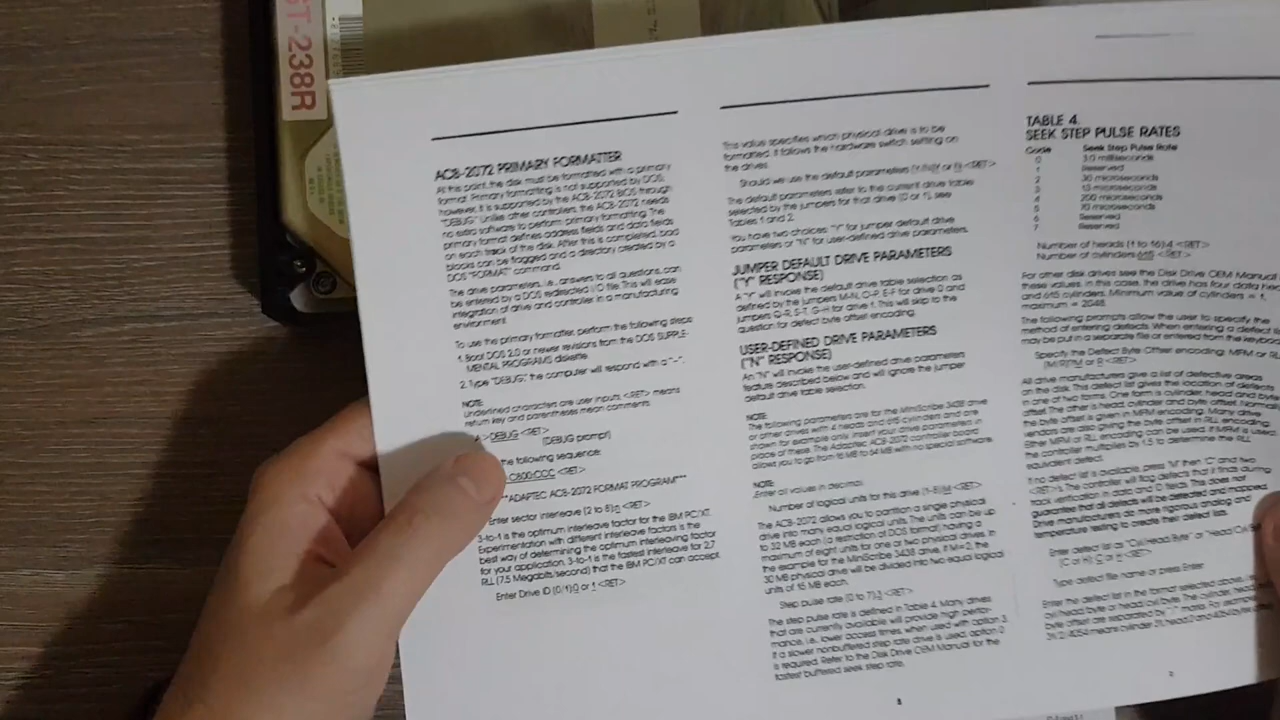 ST-238R
ACB-2072 PRIMARY FORMATTER
At this point, the disk must be formatted with a primary
format. Primary formatting is not supported by DOS,
however, it is supported by the ACB-2072 BIOS through
"DEBUG". Unlike other controllers, the ACB-2072 needs
no extra software to perform primary formatting. The
primary format defines address fields and data fields
on each track of the disk. After this is completed, bad
blocks can be flagged and a directory created by a
DOS "FORMAT" command.
The drive parameters, i.e., answers to all questions, can
be entered by a DOS redirected I/O file. This will ease
integration of drive and controller in a manufacturing
environment.
To use the primary formatter, perform the following steps
1. Boot DOS 2.0 or newer revisions from the DOS SUPPLE-
MENTAL PROGRAMS diskette.
2. Type "DEBUG"; the computer will respond with a "-".
NOTE
Underlined characters are user inputs <RET> means
return key and parentheses mean comments.
A >DEBUG <RET>
(DEBUG prompt)
the following sequence:
C800:CCC <RET>
**ADAPTEC ACB-2072 FORMAT PROGRAM***
Enter sector interleave (2 to 8) <RET>
3-to-1 is the optimum interleave factor for the IBM PC/XT.
Experimentation with different interleave factors is the
best way of determining the optimum interleaving factor
for your application. 3-to-1 is the fastest interleave for 2,7
RLL (7.5 Megabits/second) that the IBM PC/XT can accept.
Enter Drive ID (0/1) 0 or 1 <RET>
This value specifies which physical drive is to be
formatted. It follows the hardware switch setting on
the drives.
Should we use the default parameters <RET>
The default parameters refer to the current drive table
selected by the jumpers for that drive (0 or 1), see
Tables 1 and 2.
You have two choices: "Y" for jumper default drive
parameters or "N" for user-defined drive parameters.
JUMPER DEFAULT DRIVE PARAMETERS
("Y" RESPONSE)
A "Y" will invoke the default drive table selection as
defined by the jumpers M-N, O-P, E-F for drive 0 and
jumpers Q-R, S-T, G-H for drive 1. This will skip to the
question for defect byte offset encoding.
USER-DEFINED DRIVE PARAMETERS
("N" RESPONSE)
An "N" will invoke the user-defined drive parameters
feature described below and will ignore the jumper
default drive table selection.
NOTE
The following parameters are for the MiniScribe 3438 drive
or other drives with 4 heads and 615 cylinders and are
shown for example only. Enter your drive parameters in
place of these. The Adaptec ACB-2072 controller board
allows you to go from 15 MB to 54 MB with no special software.
NOTE
Enter all values in decimal.
Number of logical units for this drive (1-8) <RET>
The ACB-2072 allows you to partition a single physical
drive into many equal logical units. The units can be up
to 32 MB each (a restriction of DOS format), having a
maximum of eight units for one or two physical drives. In
the example for the MiniScribe 3438 drive, if M=2, the
30 MB physical drive will be divided into two equal logical
units of 15 MB each.
Step pulse rate (0 to 7) <RET>
The step pulse rate is defined in Table 4. Many drives
that are currently available will provide high perfor-
mance, i.e., lower access times, when used with option 3.
If a slower nonbuffered step rate drive is used, option 0
is required. Refer to the Disk Drive OEM Manual for the
fastest buffered seek step rate.
TABLE 4.
SEEK STEP PULSE RATES
Code Seek Step Pulse Rate
0 3.0 milliseconds
1 Reserved
2 30 microseconds
3 13 microseconds
4 200 microseconds
5 70 microseconds
6 Reserved
7 Reserved
Number of heads (1 to 16) 4 <RET>
Number of cylinders 615 <RET>
For other disk drives see the Disk Drive OEM Manual
these values. In this case, the drive has four data heads
and 615 cylinders. Minimum value of cylinders = 1,
maximum = 2048.
The following prompts allow the user to specify the
method of entering defects. When entering a defect
may be put in a separate file or entered from the keyboard
Specify the Defect Byte Offset encoding, MFM or RLL
(M/R) M or R <RET>
All drive manufacturers give a list of defective areas
on the disk. This defect list gives the location of defects
in one of two forms. One form is cylinder, head and byte
offset. The other is head, cylinder and byte offset. Normally
the byte offset is given in MFM encoding. Many drive
vendors are also giving the byte offset in RLL encoding.
Either MFM or RLL encoding can be used. If MFM is used,
the controller multiplies by 1.5 to determine the RLL
equivalent defect.
If no defect list is available, press "M" then "C" and two
<RET>'s. The controller will flag defects that it finds during
verification in data and ID fields. This does not
guarantee that all defects will be detected and mapped
Drive manufacturers do more rigorous analog and
temperature testing to create their defect lists.
Enter defect list as "Cyl/Head Byte" or "Head/Cyl
(C or H) C or H <RET>
Type defect file name or press Enter
Enter the defect list in the format selected above,